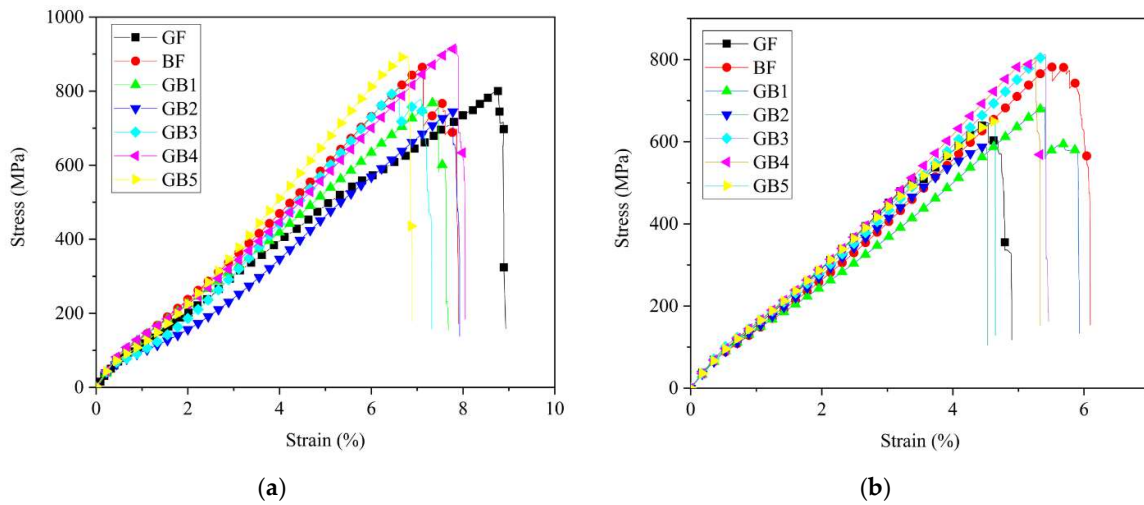 1000
800
600
400
200
0
GF
BF
GB1
GB2
GB3
GB4
GB5
Stress (MPa)
0 2 4 6 8 10
Strain (%)
(a)
800
600
400
200
0
GF
BF
GB1
GB2
GB3
GB4
GB5
Stress (MPa)
0 2 4 6
Strain (%)
(b)